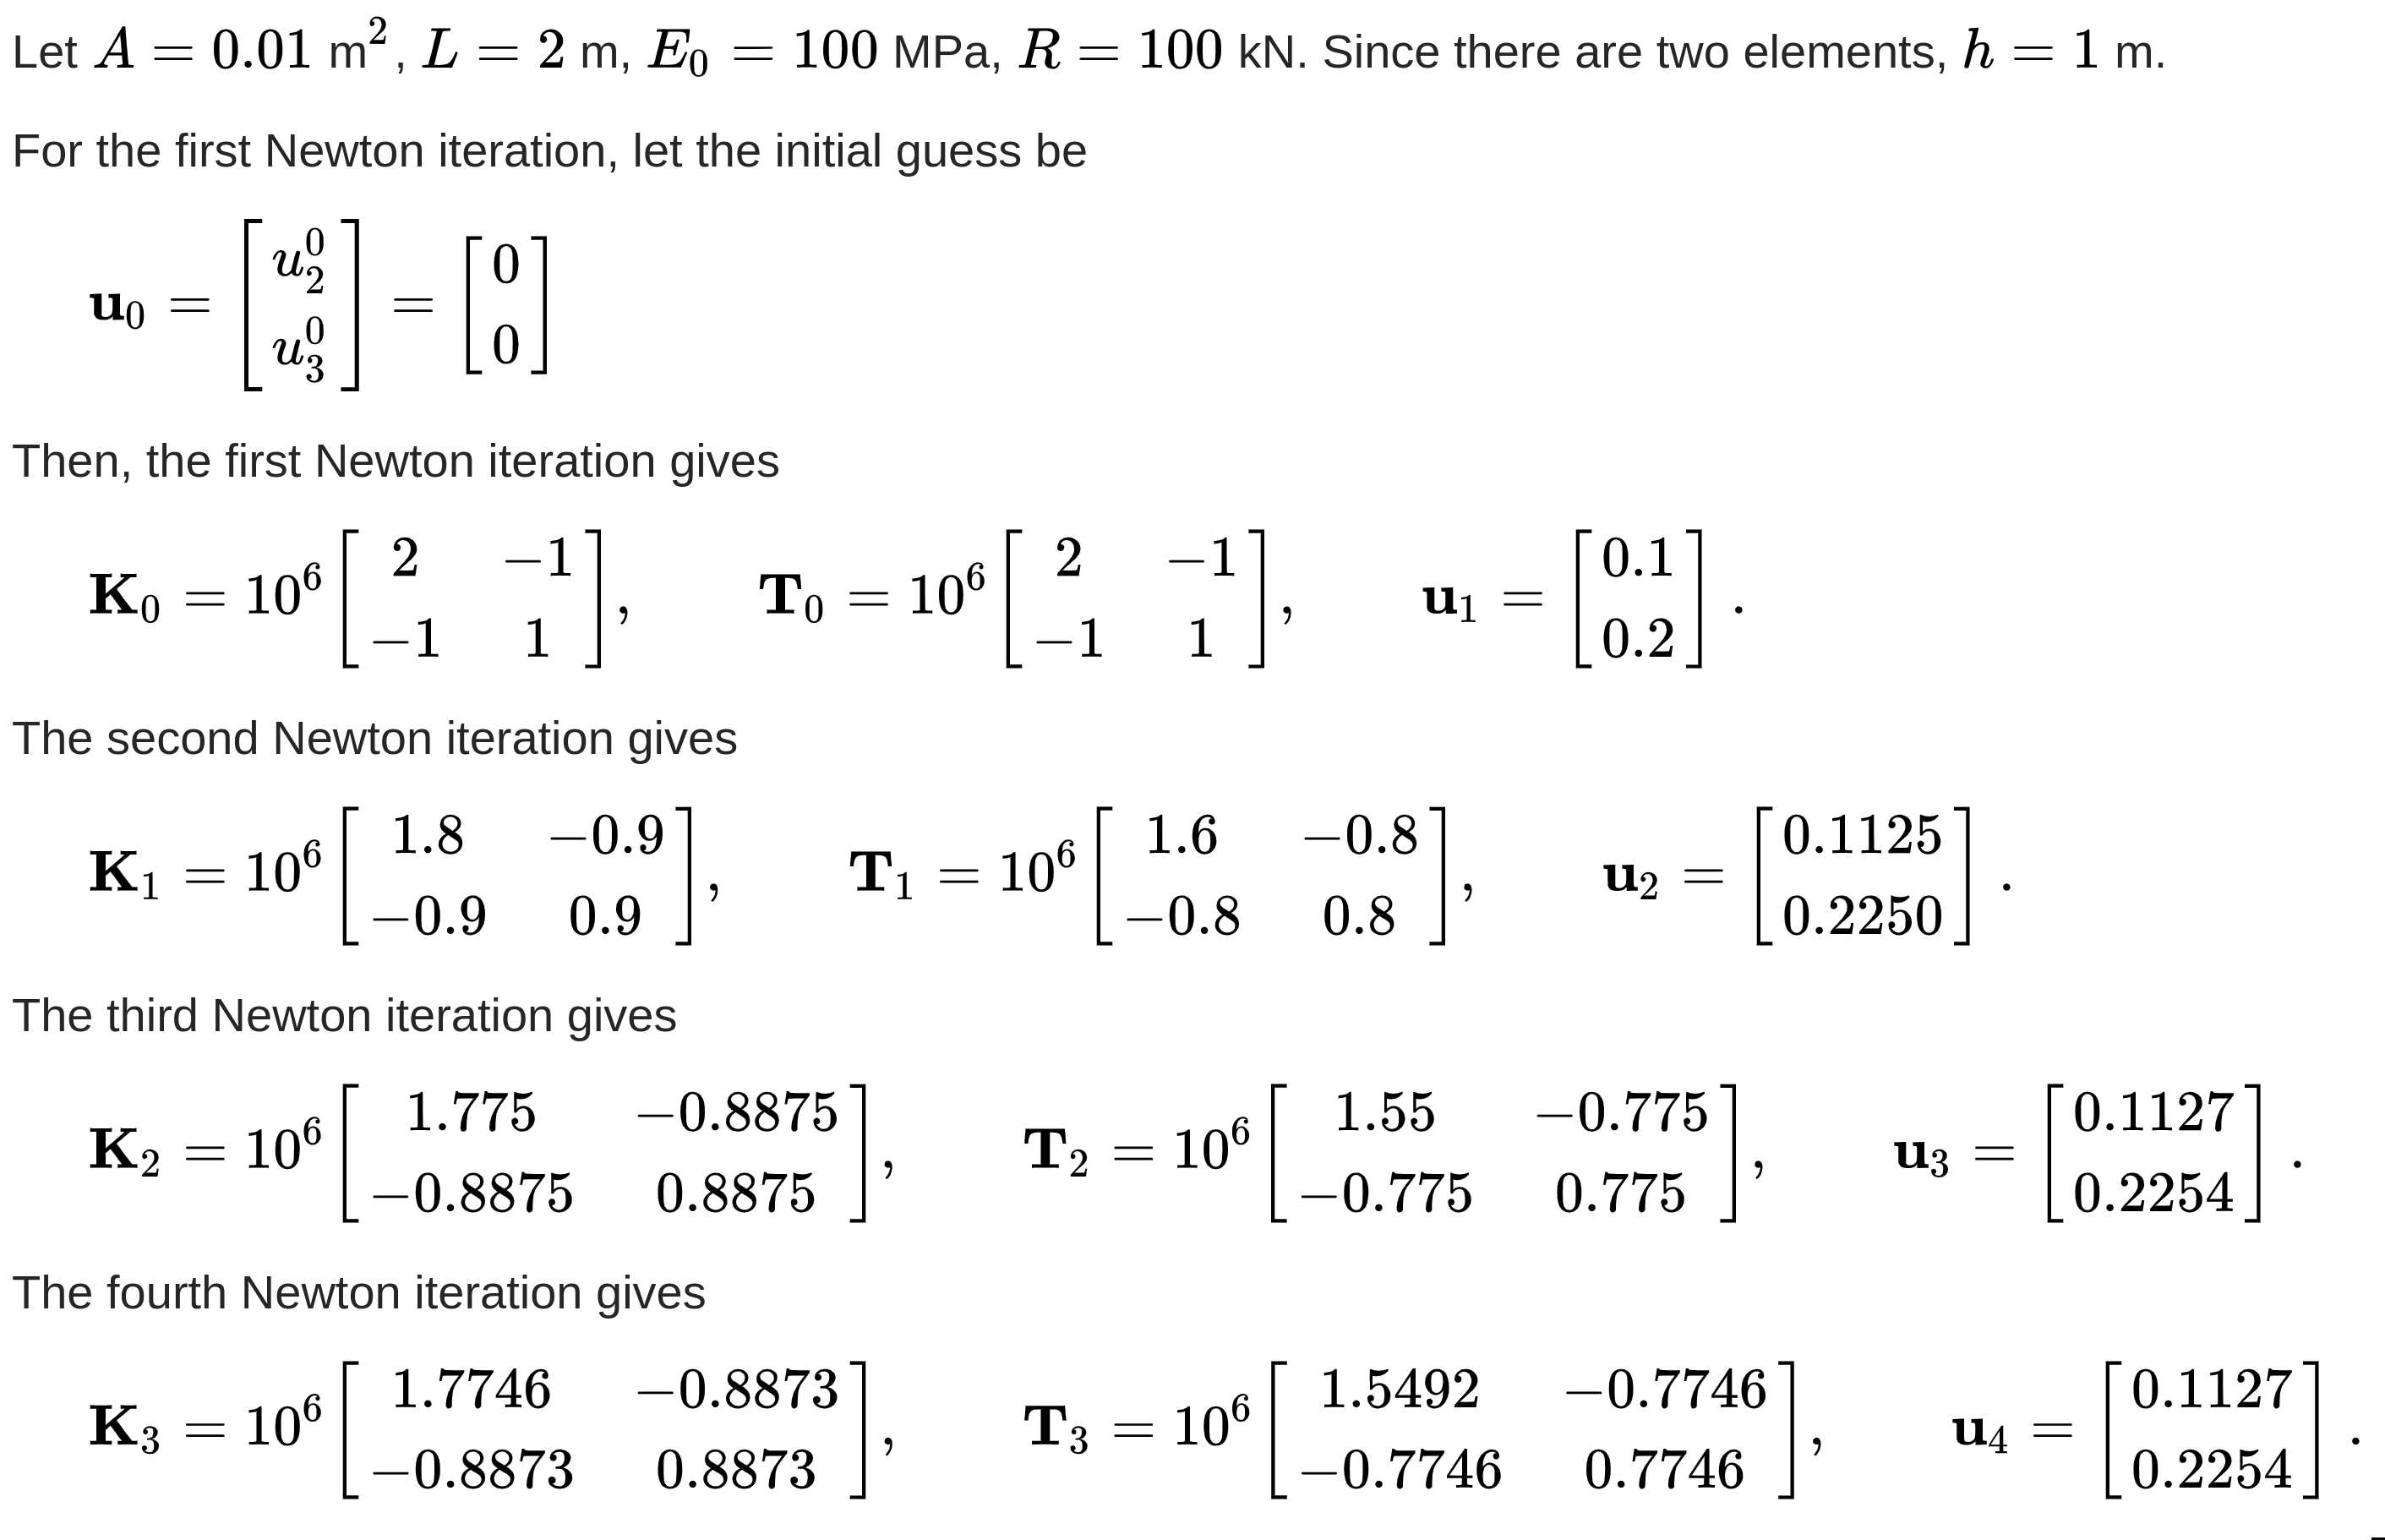 Let $A = 0.01$ m$^2$, $L = 2$ m, $E_0 = 100$ MPa, $R = 100$ kN. Since there are two elements, $h = 1$ m.
For the first Newton iteration, let the initial guess be
$\mathbf{u}_0 = \begin{bmatrix} u_2^0 \\ u_3^0 \end{bmatrix} = \begin{bmatrix} 0 \\ 0 \end{bmatrix}$
Then, the first Newton iteration gives
$\mathbf{K}_0 = 10^6 \begin{bmatrix} 2 & -1 \\ -1 & 1 \end{bmatrix}, \quad \mathbf{T}_0 = 10^6 \begin{bmatrix} 2 & -1 \\ -1 & 1 \end{bmatrix}, \quad \mathbf{u}_1 = \begin{bmatrix} 0.1 \\ 0.2 \end{bmatrix}.$
The second Newton iteration gives
$\mathbf{K}_1 = 10^6 \begin{bmatrix} 1.8 & -0.9 \\ -0.9 & 0.9 \end{bmatrix}, \quad \mathbf{T}_1 = 10^6 \begin{bmatrix} 1.6 & -0.8 \\ -0.8 & 0.8 \end{bmatrix}, \quad \mathbf{u}_2 = \begin{bmatrix} 0.1125 \\ 0.2250 \end{bmatrix}.$
The third Newton iteration gives
$\mathbf{K}_2 = 10^6 \begin{bmatrix} 1.775 & -0.8875 \\ -0.8875 & 0.8875 \end{bmatrix}, \quad \mathbf{T}_2 = 10^6 \begin{bmatrix} 1.55 & -0.775 \\ -0.775 & 0.775 \end{bmatrix}, \quad \mathbf{u}_3 = \begin{bmatrix} 0.1127 \\ 0.2254 \end{bmatrix}.$
The fourth Newton iteration gives
$\mathbf{K}_3 = 10^6 \begin{bmatrix} 1.7746 & -0.8873 \\ -0.8873 & 0.8873 \end{bmatrix}, \quad \mathbf{T}_3 = 10^6 \begin{bmatrix} 1.5492 & -0.7746 \\ -0.7746 & 0.7746 \end{bmatrix}, \quad \mathbf{u}_4 = \begin{bmatrix} 0.1127 \\ 0.2254 \end{bmatrix}.$